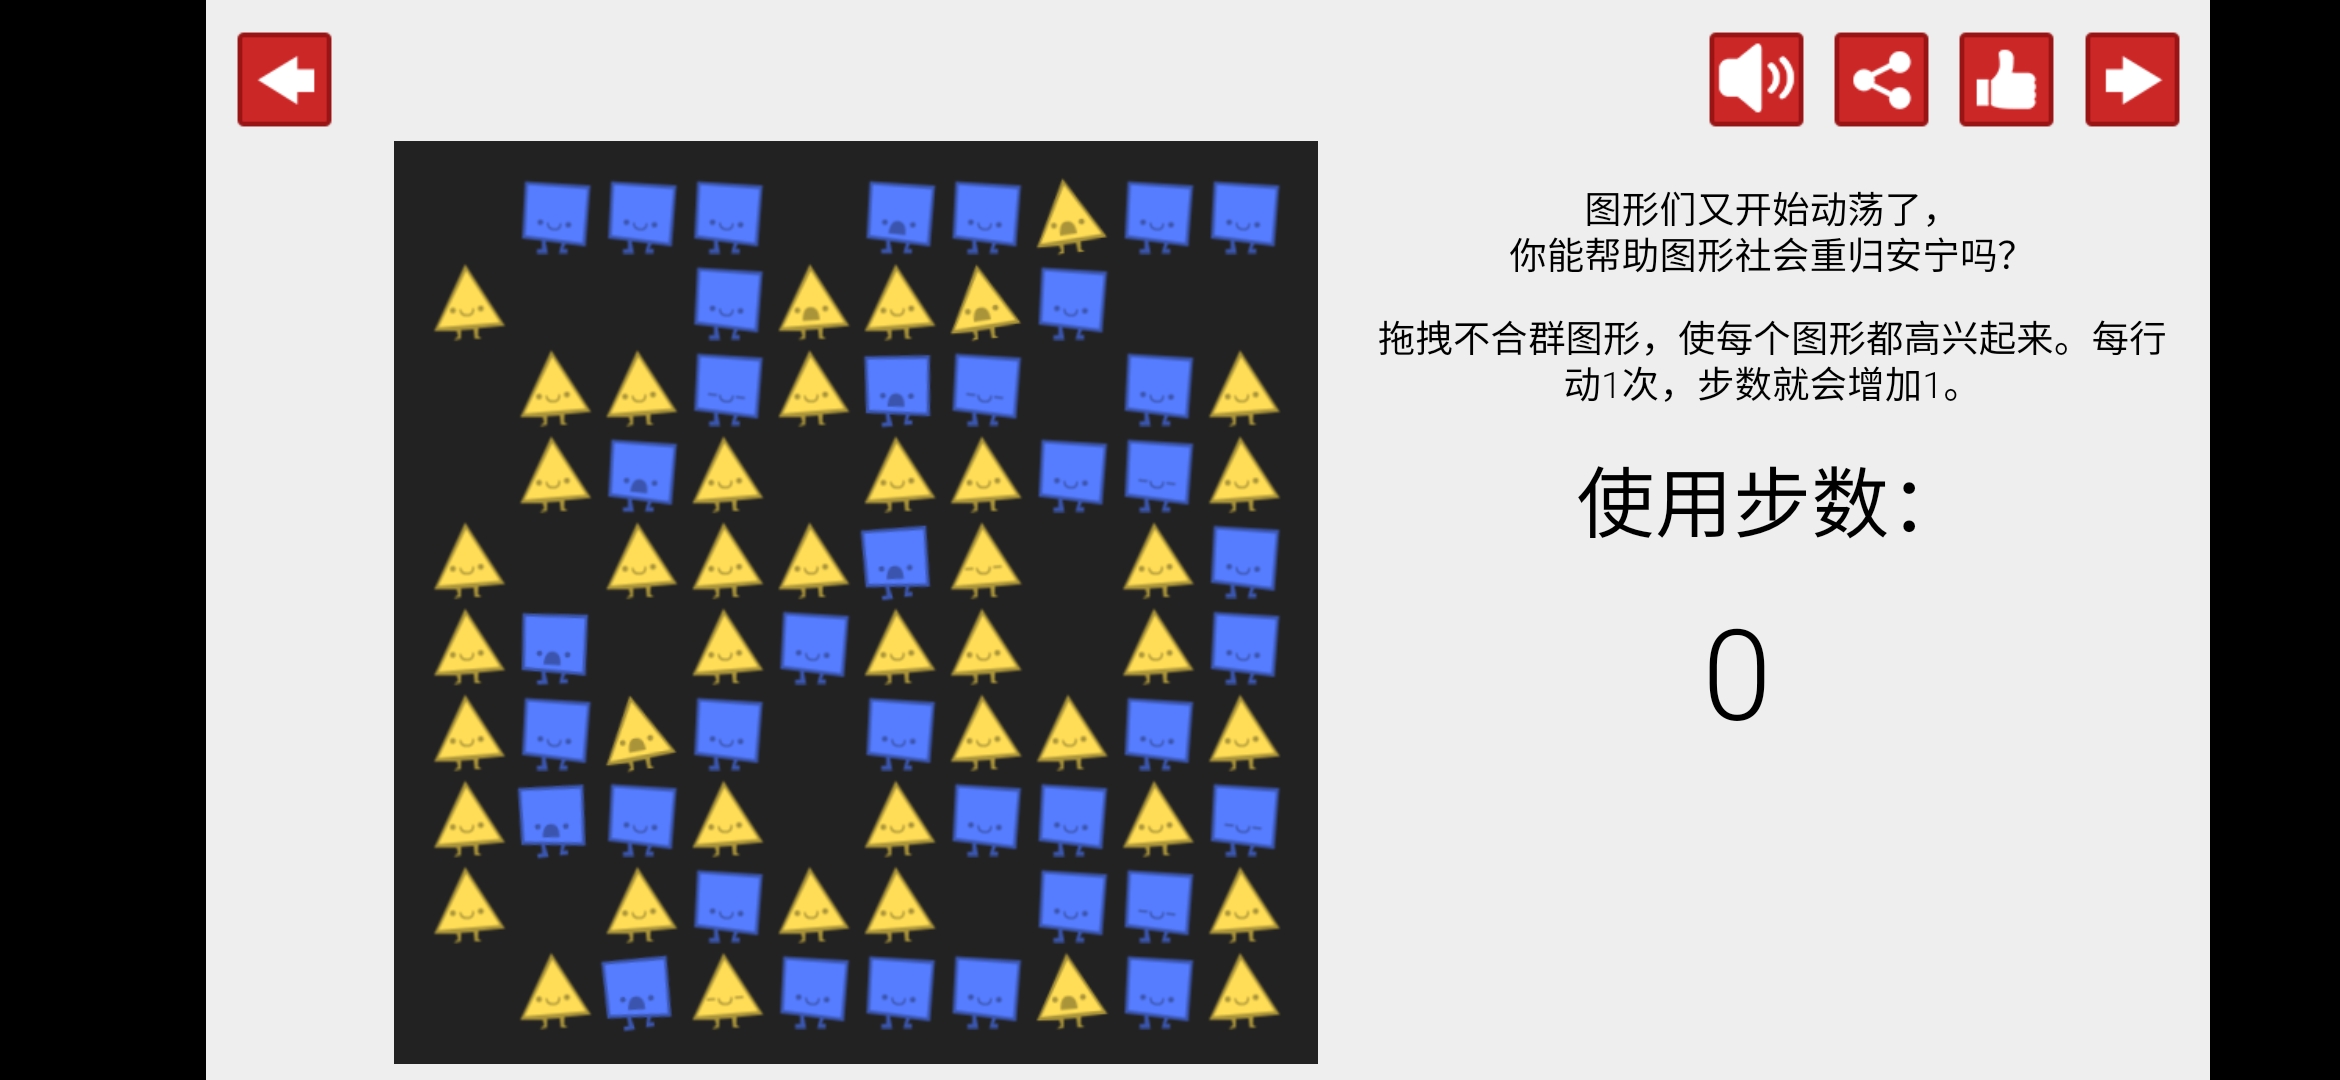 图形们又开始动荡了，
你能帮助图形社会重归安宁吗？
拖拽不合群图形，使每个图形都高兴起来。每行
动1次，步数就会增加1。
使用步数：
0